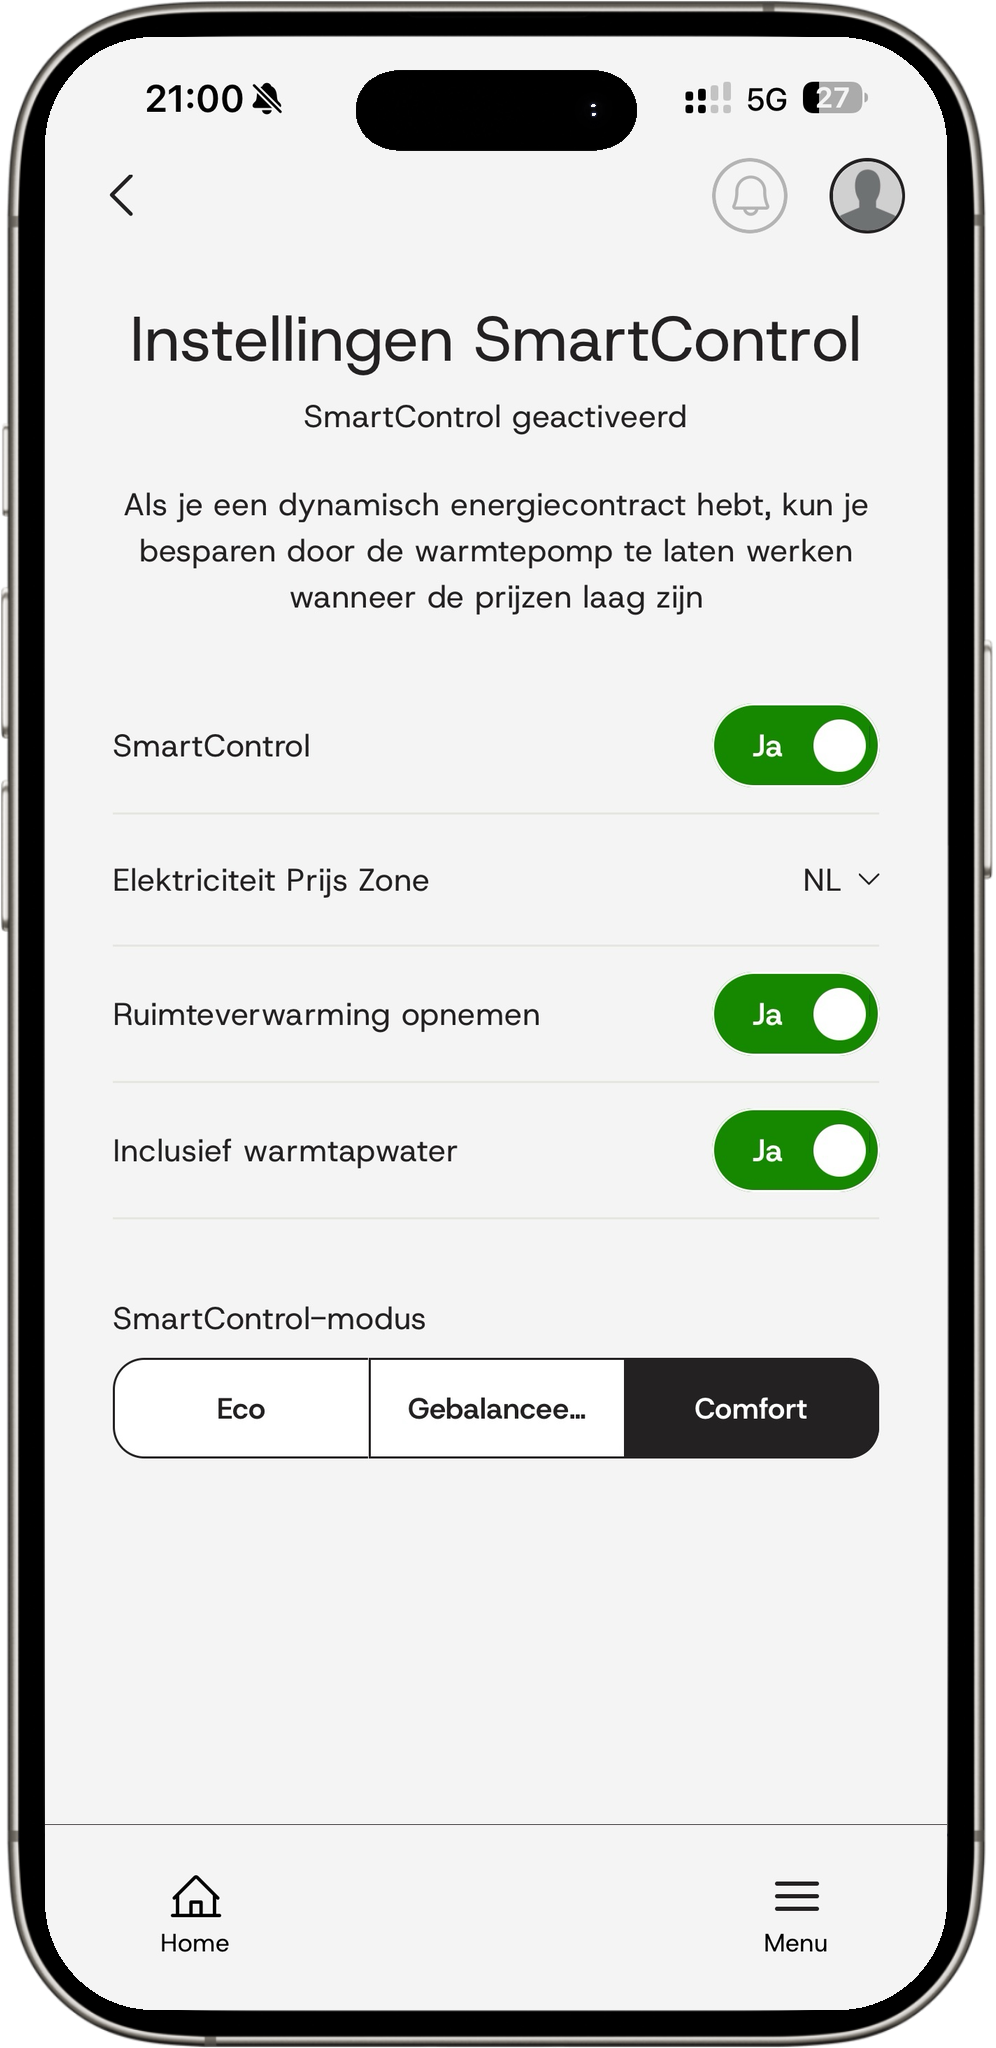 21:00
5G
27
Instellingen SmartControl
SmartControl geactiveerd
Als je een dynamisch energiecontract hebt, kun je
besparen door de warmtepomp te laten werken
wanneer de prijzen laag zijn
SmartControl Ja
Elektriciteit Prijs Zone NL
Ruimteverwarming opnemen Ja
Inclusief warmtapwater Ja
SmartControl-modus
Eco Gebalancee... Comfort
Home Menu